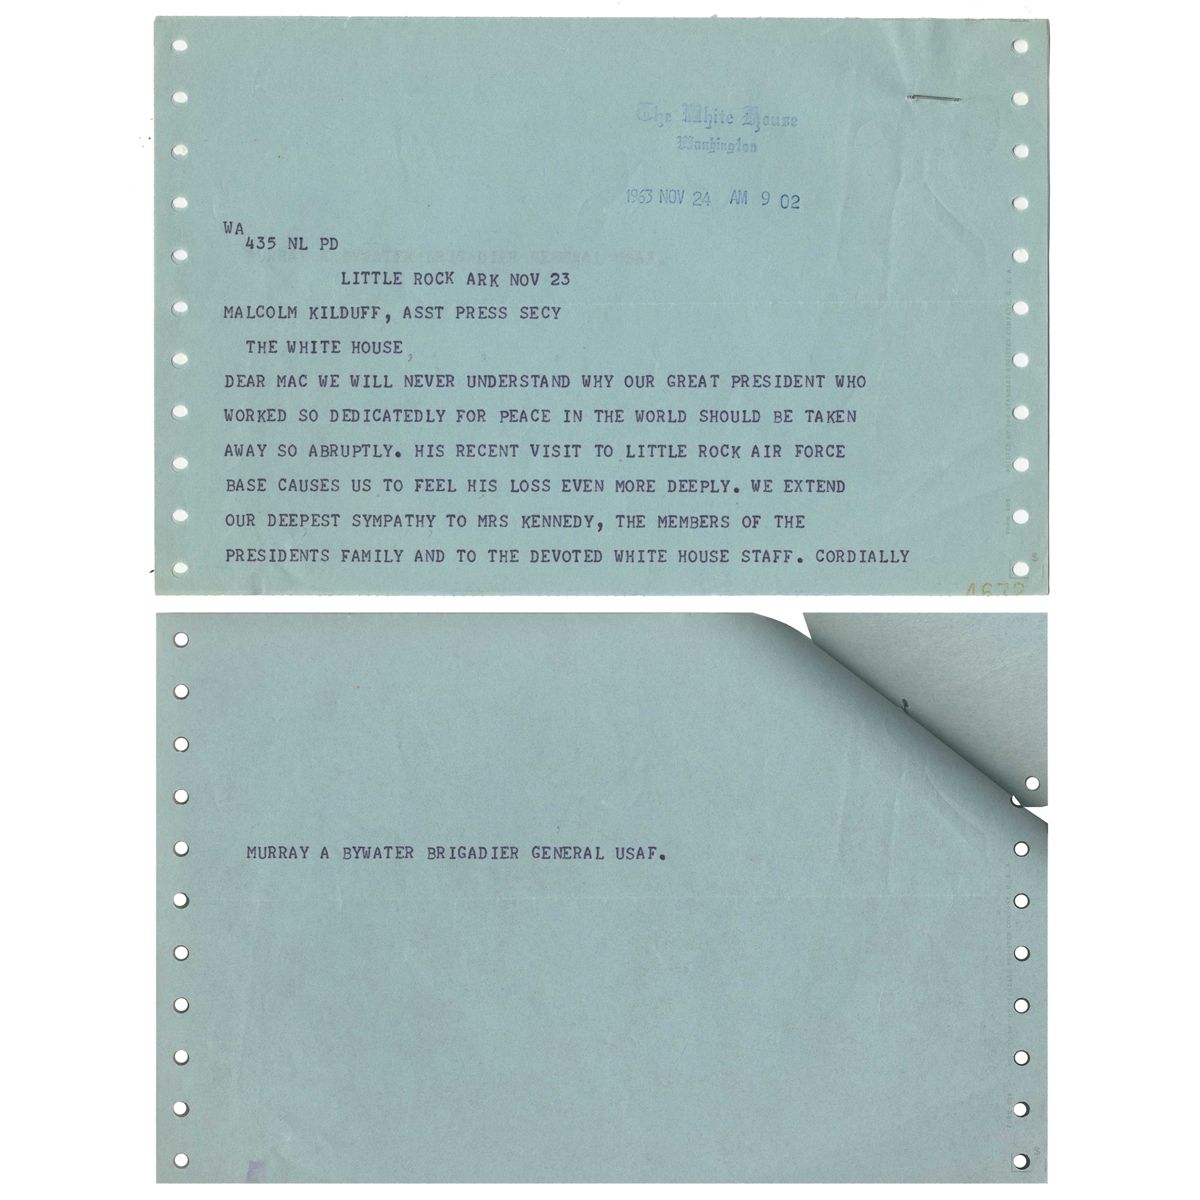 The White House
Washington
1963 NOV 24 AM 9 02
WA
435 NL PD
LITTLE ROCK ARK NOV 23
MALCOLM KILDUFF, ASST PRESS SECY
THE WHITE HOUSE,
DEAR MAC WE WILL NEVER UNDERSTAND WHY OUR GREAT PRESIDENT WHO
WORKED SO DEDICATEDLY FOR PEACE IN THE WORLD SHOULD BE TAKEN
AWAY SO ABRUPTLY. HIS RECENT VISIT TO LITTLE ROCK AIR FORCE
BASE CAUSES US TO FEEL HIS LOSS EVEN MORE DEEPLY. WE EXTEND
OUR DEEPEST SYMPATHY TO MRS KENNEDY, THE MEMBERS OF THE
PRESIDENTS FAMILY AND TO THE DEVOTED WHITE HOUSE STAFF. CORDIALLY
MURRAY A BYWATER BRIGADIER GENERAL USAF.